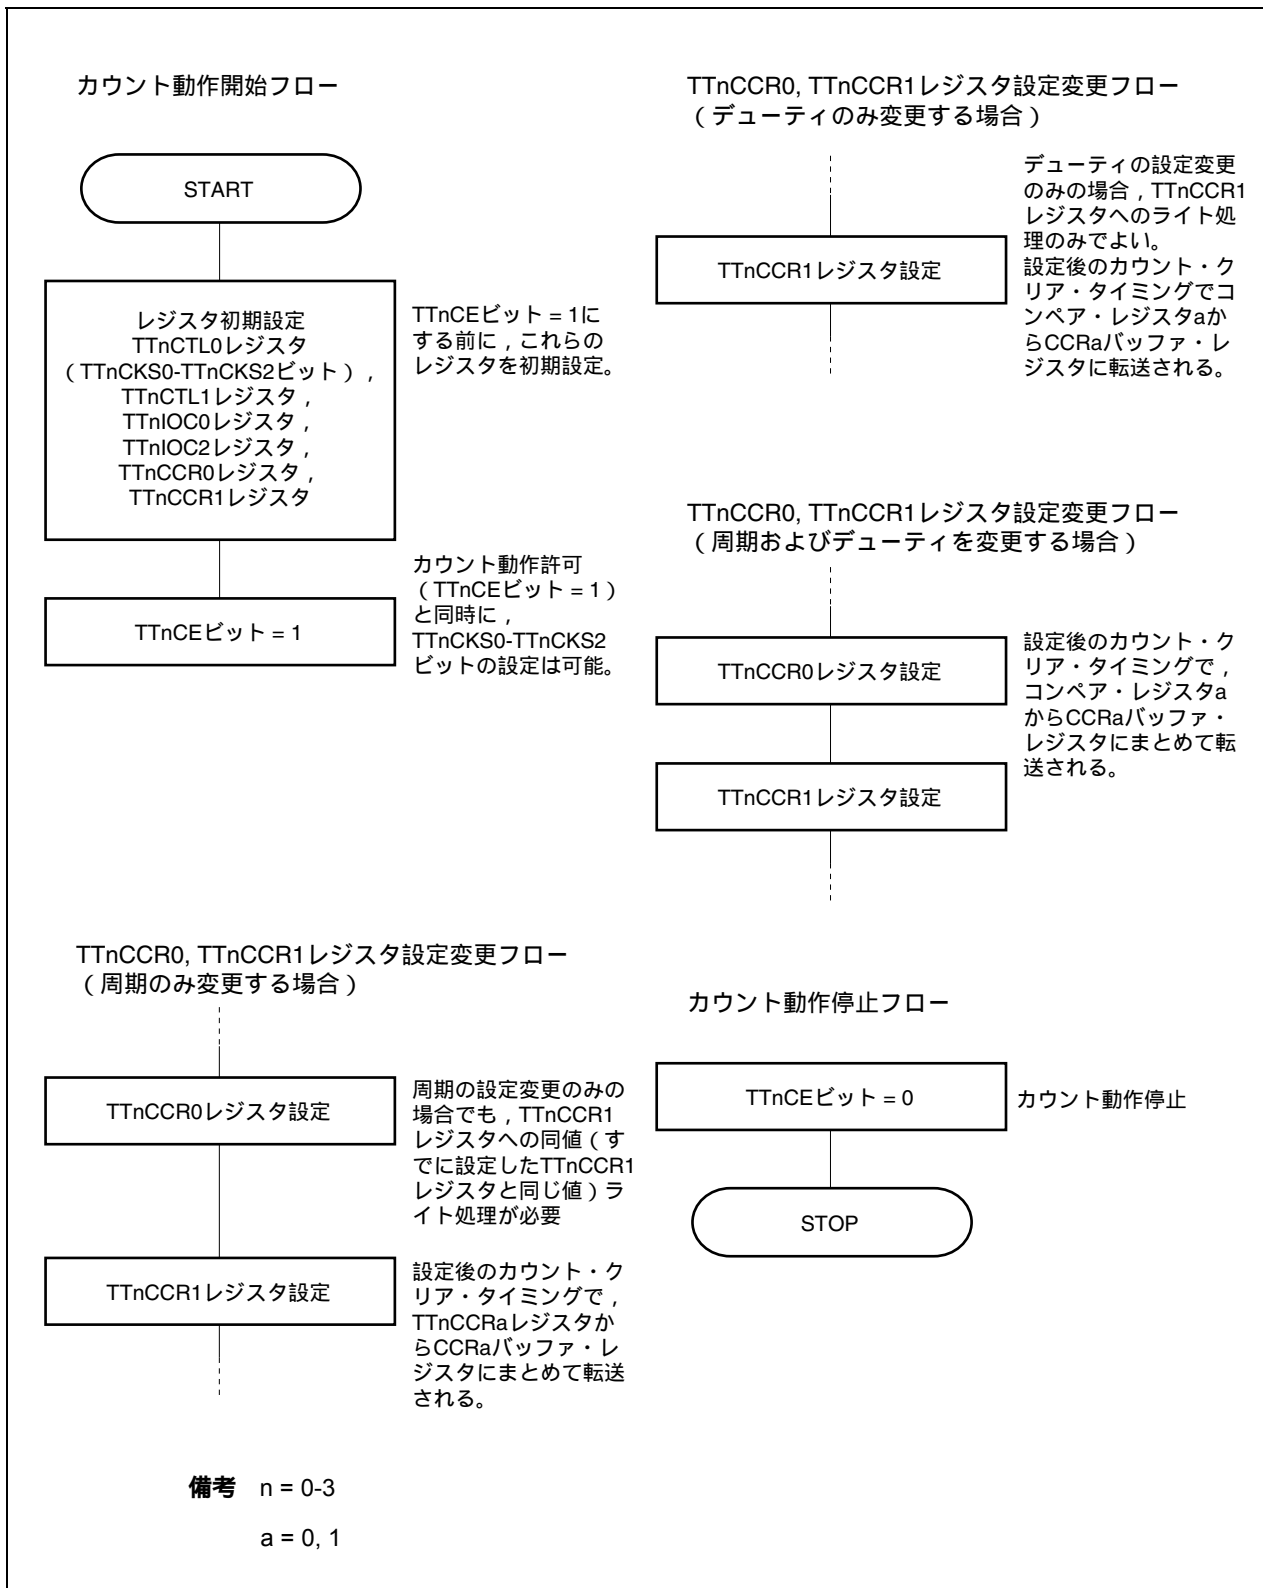 カウント動作開始フロー
START
レジスタ初期設定
TTnCTL0レジスタ
（TTnCKS0-TTnCKS2ビット），
TTnCTL1レジスタ，
TTnIOC0レジスタ，
TTnIOC2レジスタ，
TTnCCR0レジスタ，
TTnCCR1レジスタ
TTnCEビット = 1に
する前に，これらの
レジスタを初期設定。
TTnCEビット = 1
カウント動作許可
（TTnCEビット = 1）
と同時に，
TTnCKS0-TTnCKS2
ビットの設定は可能。
TTnCCR0, TTnCCR1レジスタ設定変更フロー
（デューティのみ変更する場合）
TTnCCR1レジスタ設定
デューティの設定変更
のみの場合，TTnCCR1
レジスタへのライト処
理のみでよい。
設定後のカウント・ク
リア・タイミングでコ
ンペア・レジスタaか
らCCRaバッファ・レ
ジスタに転送される。
TTnCCR0, TTnCCR1レジスタ設定変更フロー
（周期およびデューティを変更する場合）
TTnCCR0レジスタ設定
TTnCCR1レジスタ設定
設定後のカウント・ク
リア・タイミングで，
コンペア・レジスタa
からCCRaバッファ・
レジスタにまとめて転
送される。
TTnCCR0, TTnCCR1レジスタ設定変更フロー
（周期のみ変更する場合）
TTnCCR0レジスタ設定
周期の設定変更のみの
場合でも，TTnCCR1
レジスタへの同値（す
でに設定したTTnCCR1
レジスタと同じ値）ラ
イト処理が必要
TTnCCR1レジスタ設定
設定後のカウント・ク
リア・タイミングで，
TTnCCRaレジスタか
らCCRaバッファ・レ
ジスタにまとめて転送
される。
カウント動作停止フロー
TTnCEビット = 0
カウント動作停止
STOP
備考 n = 0-3
a = 0, 1